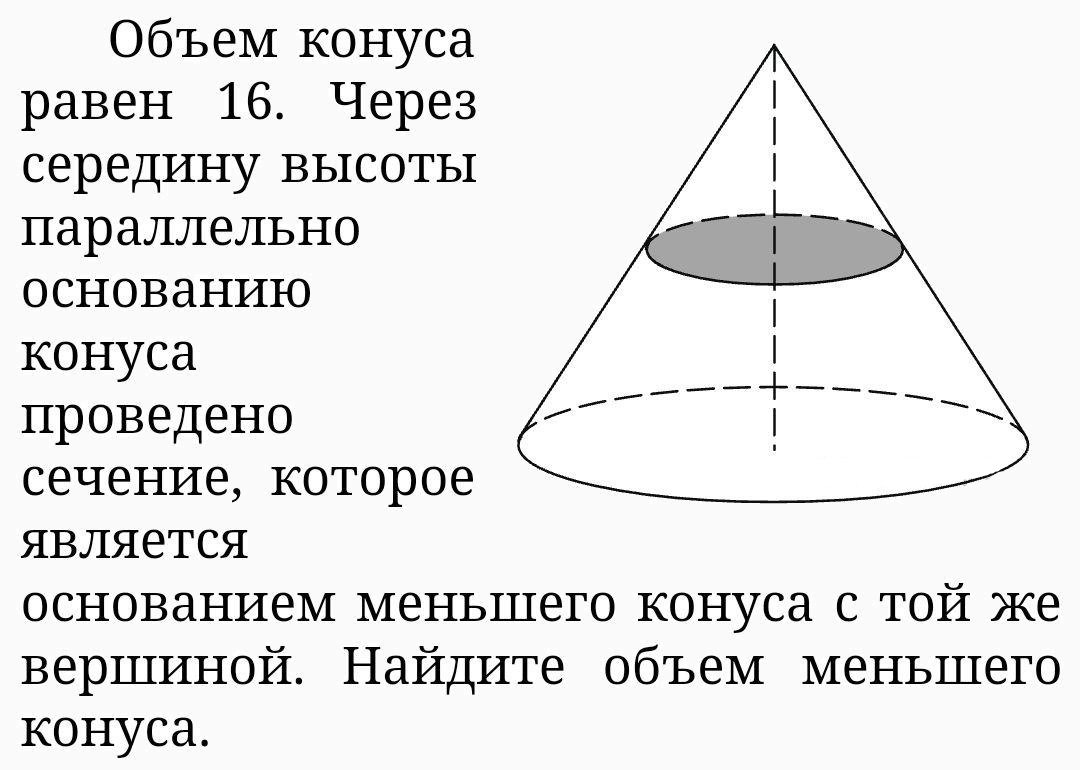 Объем конуса
равен 16. Через
середину высоты
параллельно
основанию
конуса
проведено
сечение, которое
является
основанием меньшего конуса с той же
вершиной. Найдите объем меньшего
конуса.